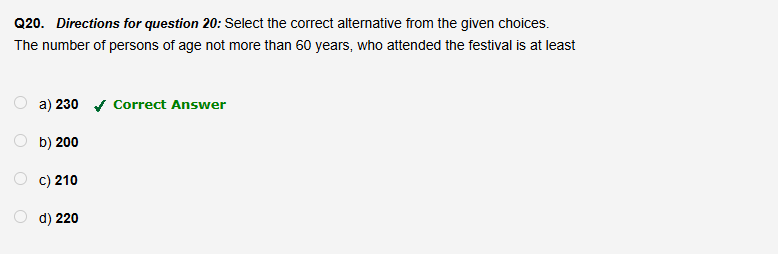 Q20. Directions for question 20: Select the correct alternative from the given choices.
The number of persons of age not more than 60 years, who attended the festival is at least
a) 230 ✓ Correct Answer
b) 200
c) 210
d) 220